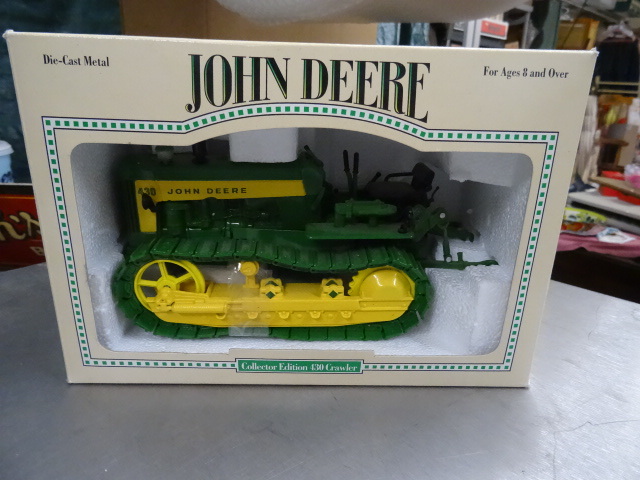 Die-Cast Metal
JOHN DEERE
For Ages 8 and Over
430 JOHN DEERE
Collector Edition 430 Crawler